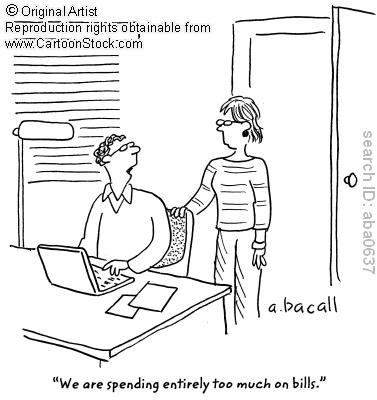 © Original Artist
Reproduction rights obtainable from
www.CartoonStock.com
search ID: aba0637
a.bacall
"We are spending entirely too much on bills."